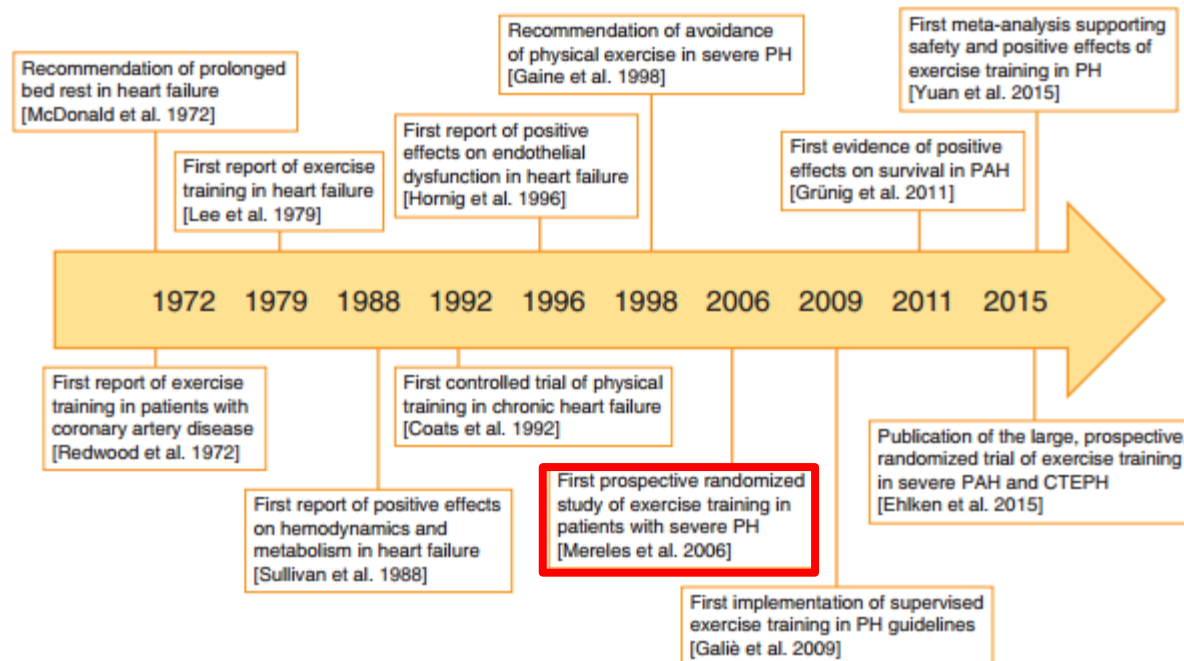 Recommendation of prolonged
bed rest in heart failure
[McDonald et al. 1972]
First report of exercise
training in heart failure
[Lee et al. 1979]
First report of positive
effects on endothelial
dysfunction in heart failure
[Hornig et al. 1996]
Recommendation of avoidance
of physical exercise in severe PH
[Gaine et al. 1998]
First evidence of positive
effects on survival in PAH
[Grünig et al. 2011]
First meta-analysis supporting
safety and positive effects of
exercise training in PH
[Yuan et al. 2015]
1972 1979 1988 1992 1996 1998 2006 2009 2011 2015
First report of exercise
training in patients with
coronary artery disease
[Redwood et al. 1972]
First report of positive effects
on hemodynamics and
metabolism in heart failure
[Sullivan et al. 1988]
First controlled trial of physical
training in chronic heart failure
[Coats et al. 1992]
First prospective randomized
study of exercise training in
patients with severe PH
[Mereles et al. 2006]
First implementation of supervised
exercise training in PH guidelines
[Galiè et al. 2009]
Publication of the large, prospective,
randomized trial of exercise training
in severe PAH and CTEPH
[Ehlken et al. 2015]